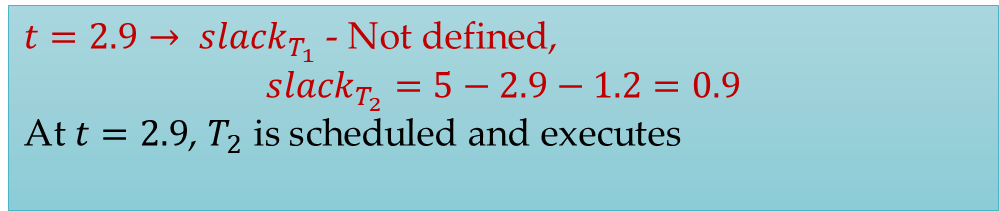 t = 2.9 → slack_{T_1} - Not defined,
slack_{T_2} = 5 − 2.9 − 1.2 = 0.9
At t = 2.9, T_2 is scheduled and executes